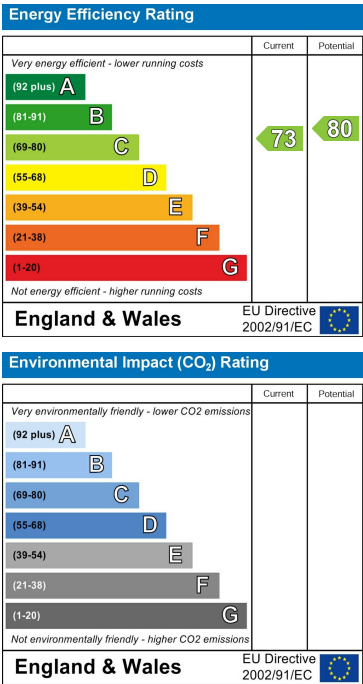 Energy Efficiency Rating
Current Potential
Very energy efficient - lower running costs
(92 plus) A
(81-91) B
(69-80) C
(55-68) D
(39-54) E
(21-38) F
(1-20) G
73 80
Not energy efficient - higher running costs
England & Wales
EU Directive
2002/91/EC
Environmental Impact (CO₂) Rating
Current Potential
Very environmentally friendly - lower CO2 emissions
(92 plus) A
(81-91) B
(69-80) C
(55-68) D
(39-54) E
(21-38) F
(1-20) G
Not environmentally friendly - higher CO2 emissions
England & Wales
EU Directive
2002/91/EC